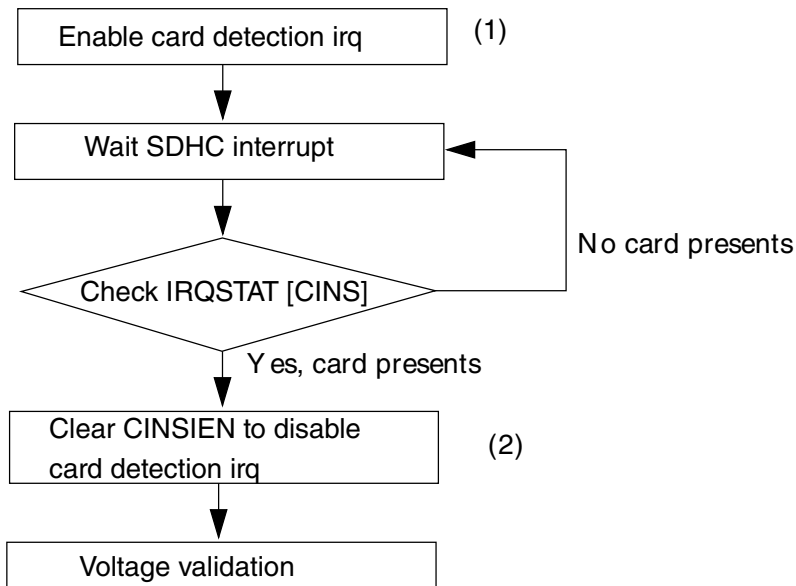 Enable card detection irq
(1)
Wait SDHC interrupt
No card presents
Check IRQSTAT [CINS]
Yes, card presents
Clear CINSIEN to disable
card detection irq
(2)
Voltage validation